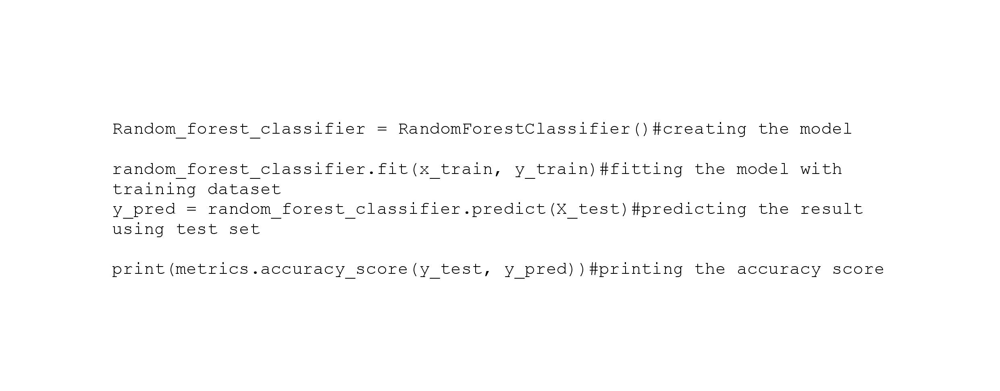 Random_forest_classifier = RandomForestClassifier()#creating the model
random_forest_classifier.fit(x_train, y_train)#fitting the model with
training dataset
y_pred = random_forest_classifier.predict(X_test)#predicting the result
using test set
print(metrics.accuracy_score(y_test, y_pred))#printing the accuracy score